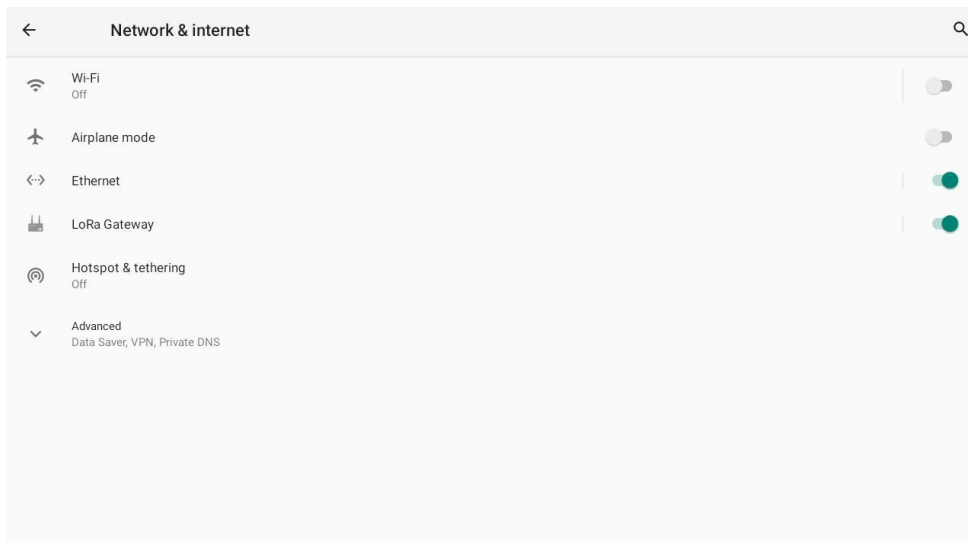 Network & internet
Wi-Fi
Off
Airplane mode
Ethernet
LoRa Gateway
Hotspot & tethering
Off
Advanced
Data Saver, VPN, Private DNS